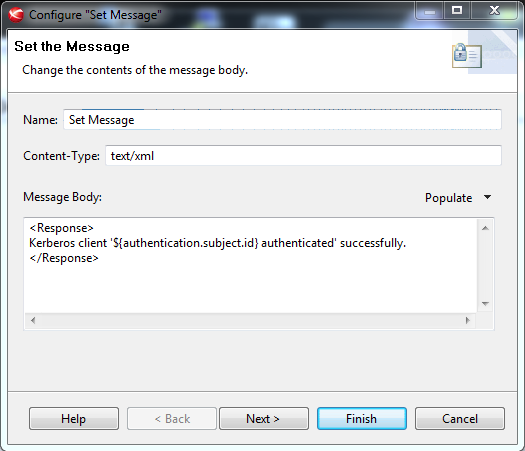 Configure "Set Message"
Set the Message
Change the contents of the message body.
Name: Set Message
Content-Type: text/xml
Message Body: Populate
<Response>
Kerberos client '${authentication.subject.id} authenticated' successfully.
</Response>
Help < Back Next > Finish Cancel